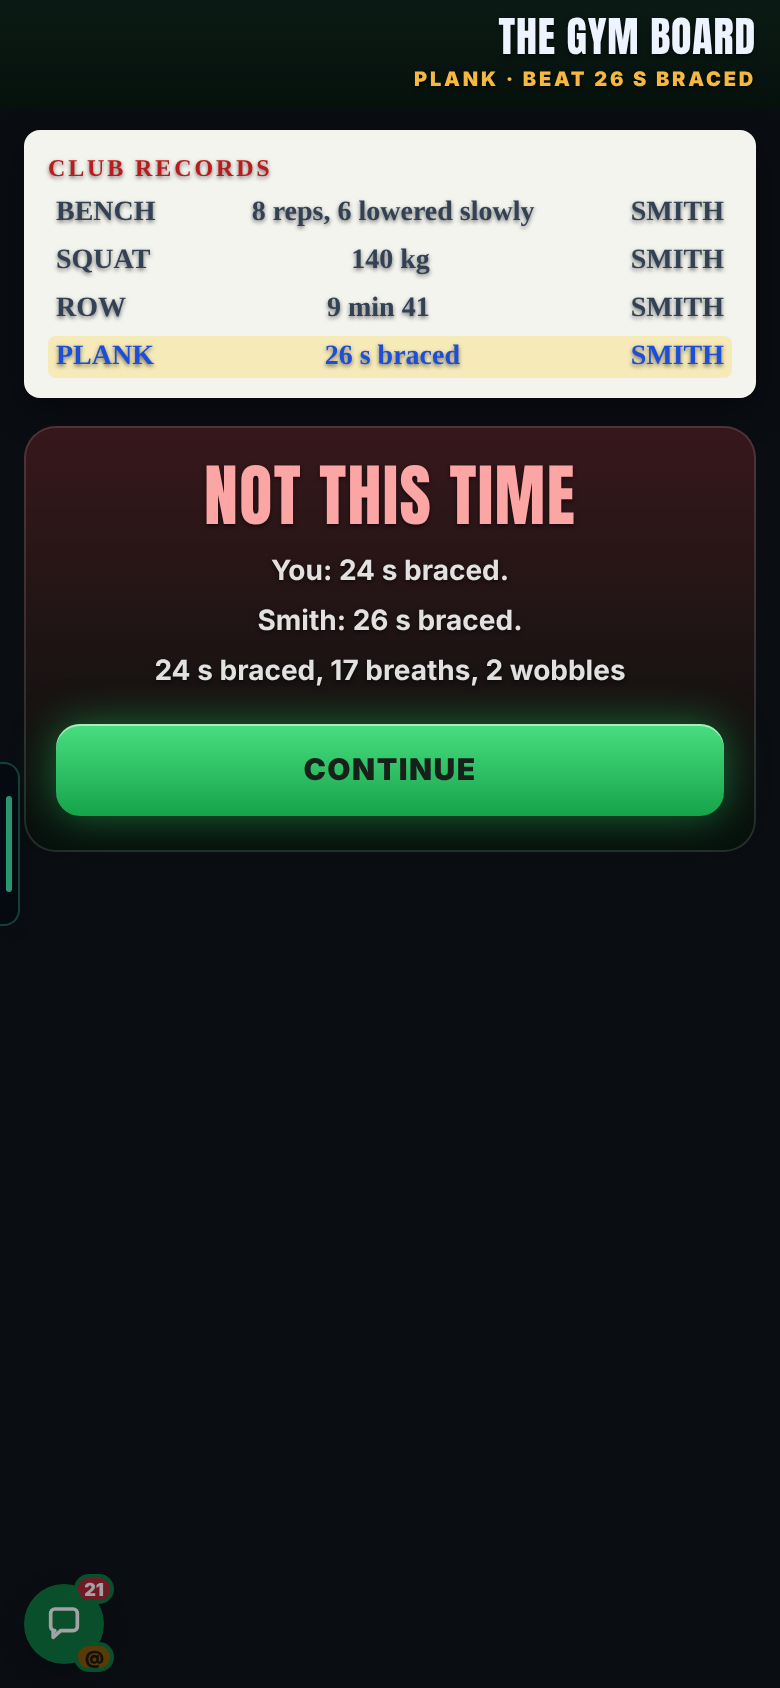 THE GYM BOARD
PLANK · BEAT 26 S BRACED
CLUB RECORDS
BENCH 8 reps, 6 lowered slowly SMITH
SQUAT 140 kg SMITH
ROW 9 min 41 SMITH
PLANK 26 s braced SMITH
NOT THIS TIME
You: 24 s braced.
Smith: 26 s braced.
24 s braced, 17 breaths, 2 wobbles
CONTINUE
21
@